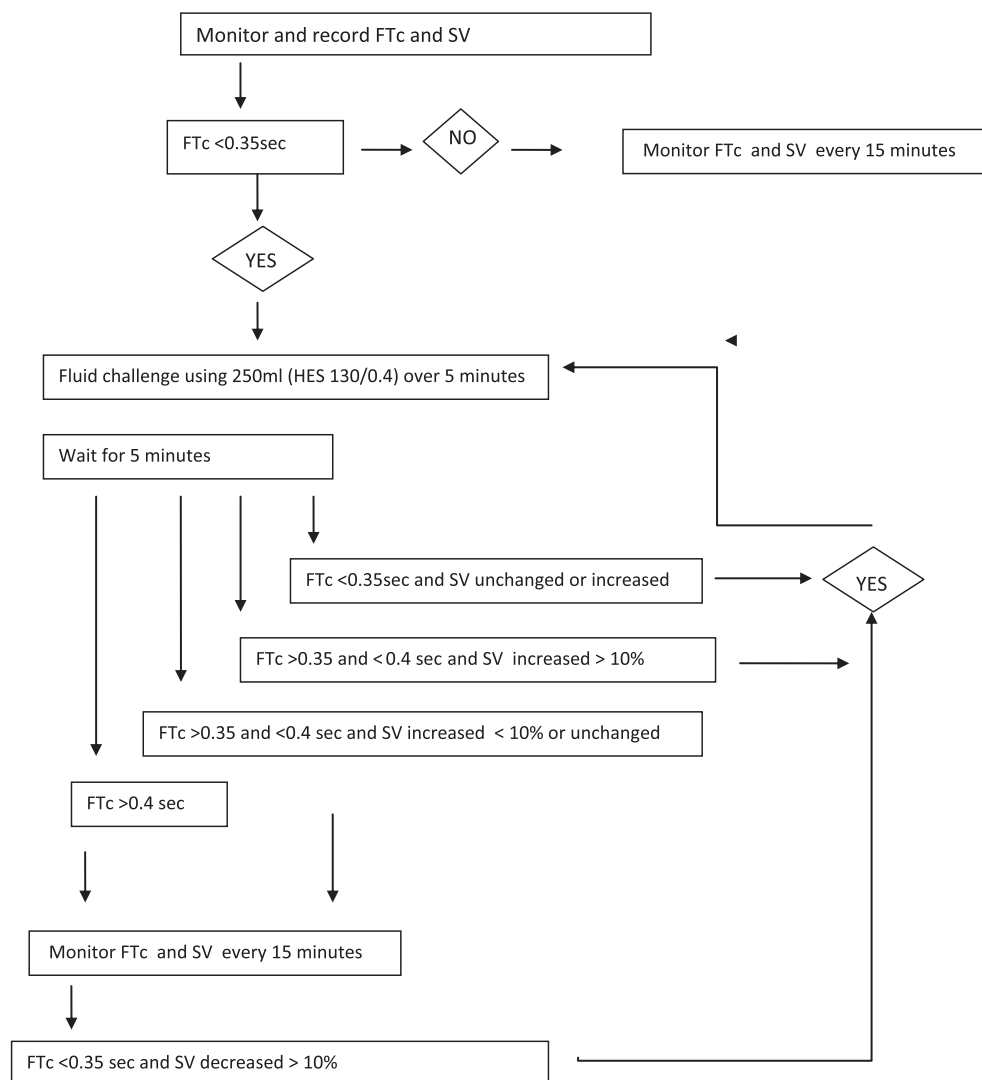 Monitor and record FTc and SV
FTc <0.35sec
NO
Monitor FTc and SV every 15 minutes
YES
Fluid challenge using 250ml (HES 130/0.4) over 5 minutes
Wait for 5 minutes
FTc <0.35sec and SV unchanged or increased
YES
FTc >0.35 and <0.4 sec and SV increased > 10%
FTc >0.35 and <0.4 sec and SV increased < 10% or unchanged
FTc >0.4 sec
Monitor FTc and SV every 15 minutes
FTc <0.35 sec and SV decreased > 10%